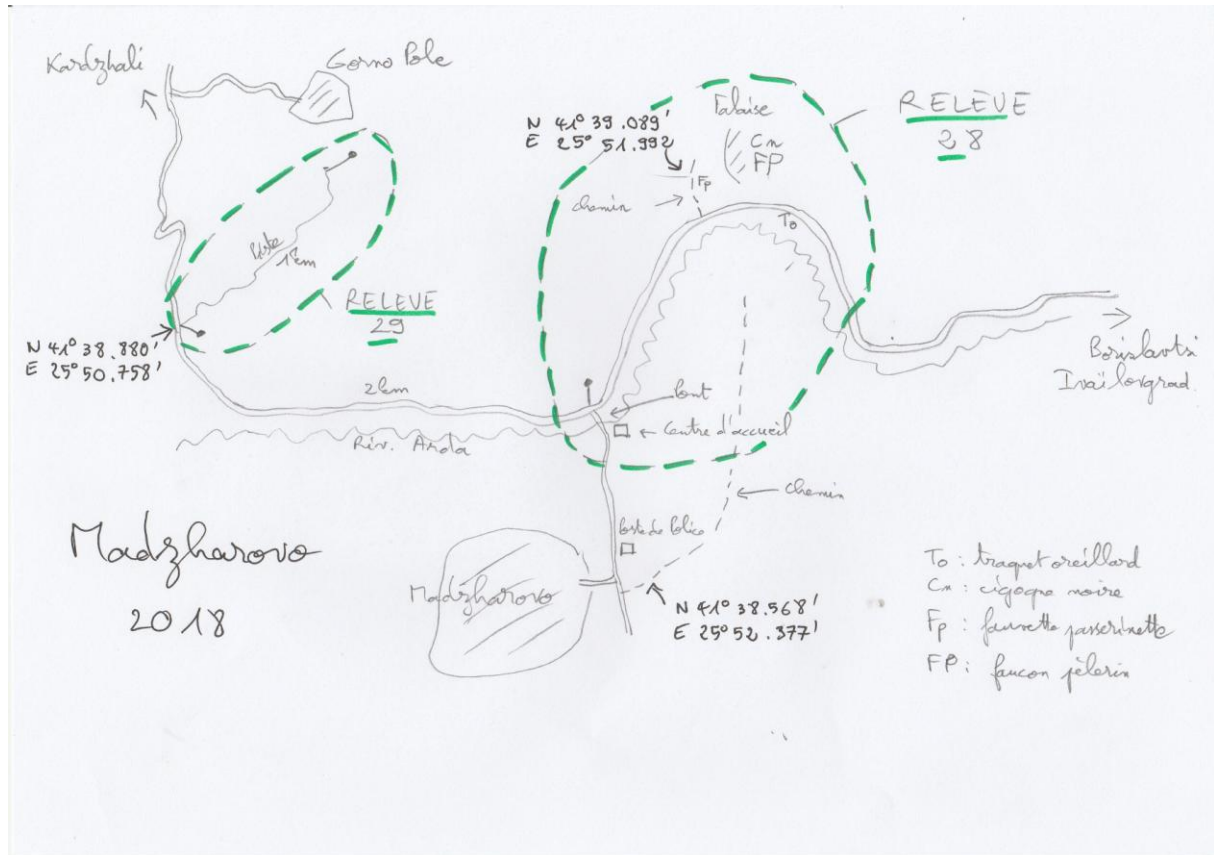 Kardzhali
Gorno Pole
N 41° 39.089'
E 25° 51.992
Falaise
Cn
FP
RELEVE
28
Fp
chemin
To
Piste
1km
RELEVE
29
N 41° 38.880'
E 25° 50.758'
2km
Riv. Arda
Pont
Centre d'accueil
Borislavtsi
Ivaïlovgrad
chemin
Poste de Police
Madzharovo
2018
Madzharovo
N 41° 38.568'
E 25° 52.377'
To : traquet oreillard
Cn : cigogne noire
Fp : fauvette passerinette
FP : faucon pèlerin